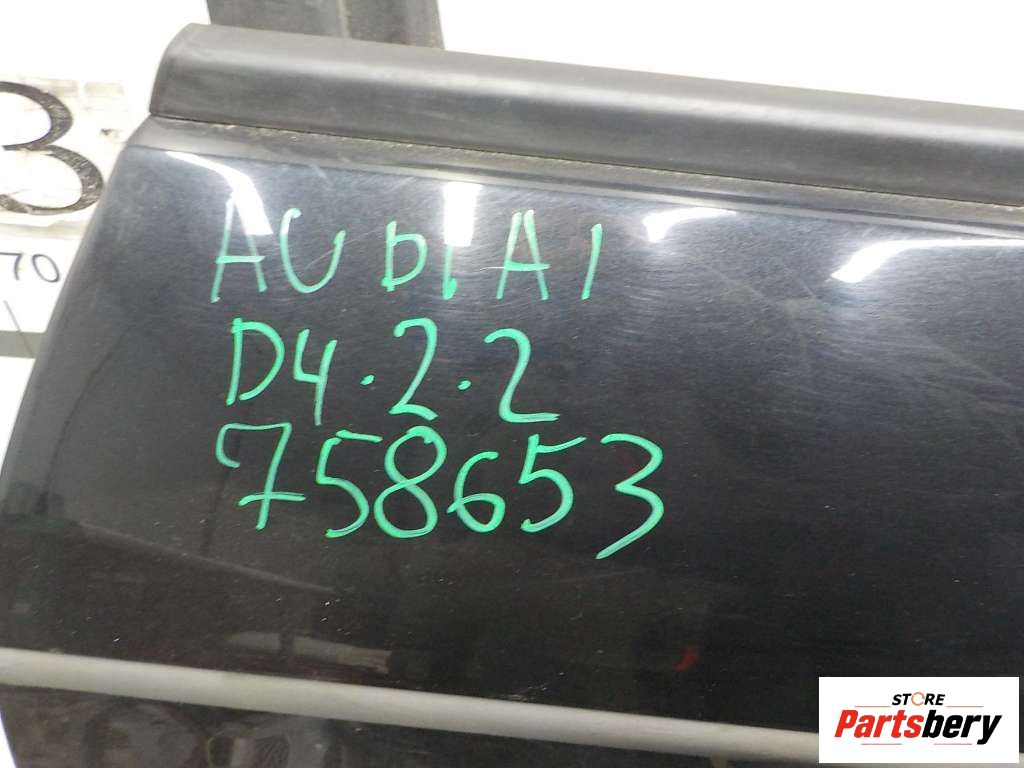 3
70
AUDI A1
D4.2.2
758653
STORE
Partsbery